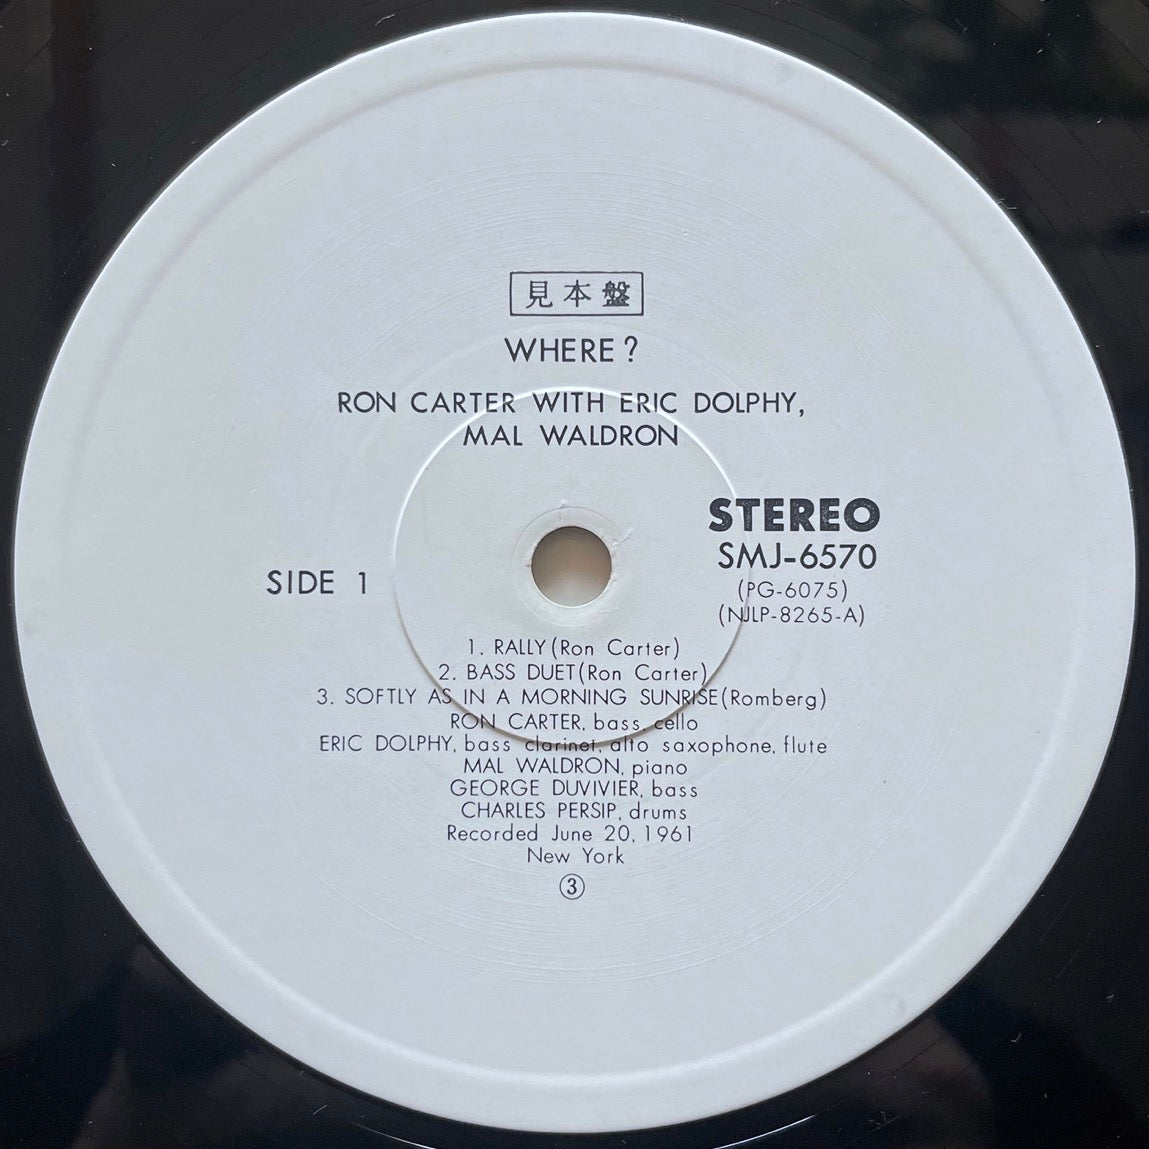 見本盤
WHERE?
RON CARTER WITH ERIC DOLPHY,
MAL WALDRON
STEREO
SMJ-6570
(PG-6075)
(NJLP-8265-A)
SIDE 1
1. RALLY(Ron Carter)
2. BASS DUET(Ron Carter)
3. SOFTLY AS IN A MORNING SUNRISE(Romberg)
RON CARTER, bass, cello
ERIC DOLPHY, bass clarinet, alto saxophone, flute
MAL WALDRON, piano
GEORGE DUVIVIER, bass
CHARLES PERSIP, drums
Recorded June 20, 1961
New York
③